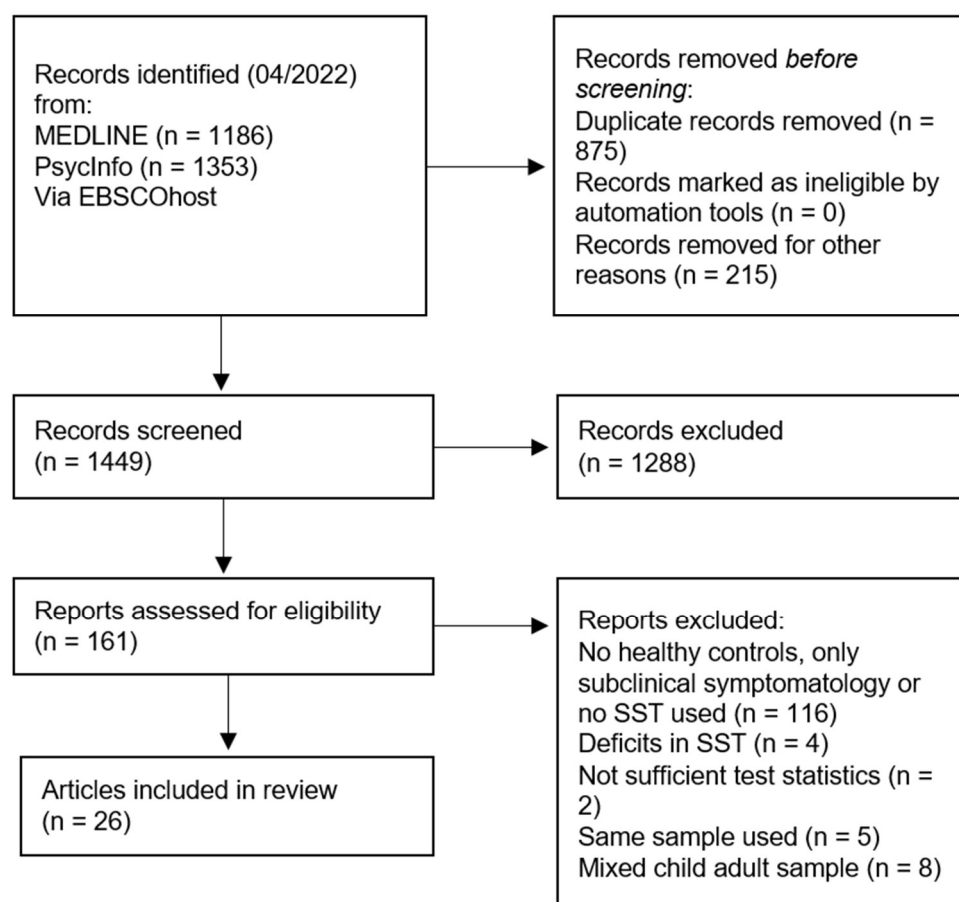 Records identified (04/2022)
from:
MEDLINE (n = 1186)
PsycInfo (n = 1353)
Via EBSCOhost
Records removed before
screening:
Duplicate records removed (n =
875)
Records marked as ineligible by
automation tools (n = 0)
Records removed for other
reasons (n = 215)
Records screened
(n = 1449)
Records excluded
(n = 1288)
Reports assessed for eligibility
(n = 161)
Reports excluded:
No healthy controls, only
subclinical symptomatology or
no SST used (n = 116)
Deficits in SST (n = 4)
Not sufficient test statistics (n =
2)
Same sample used (n = 5)
Mixed child adult sample (n = 8)
Articles included in review
(n = 26)